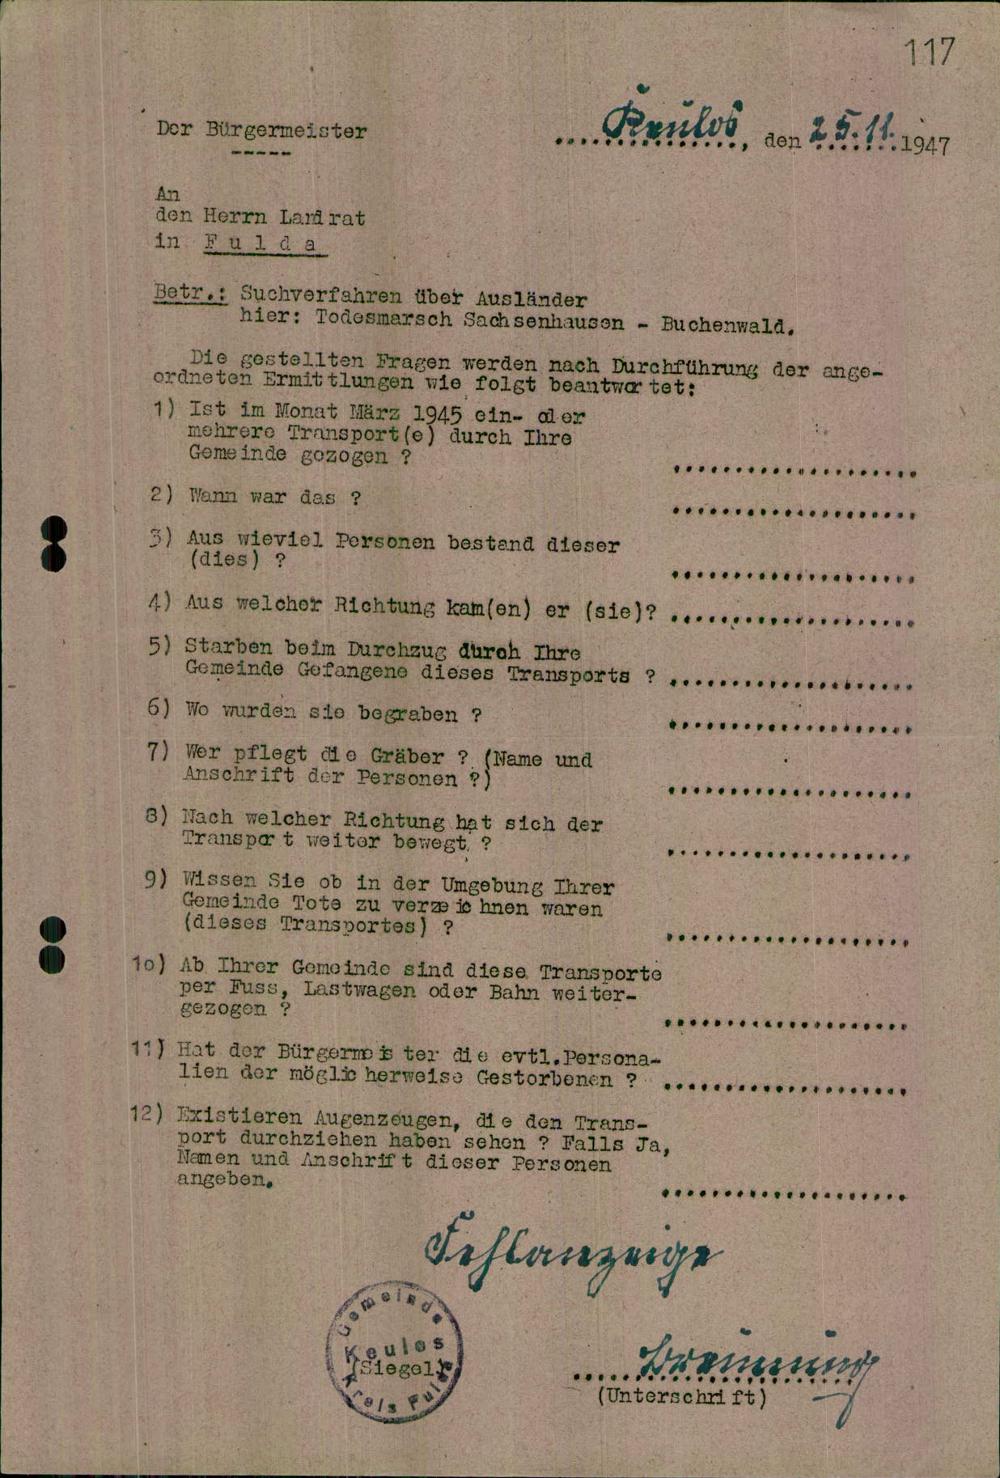 117
Der Bürgermeister
-----
....Keulos......, den 25.11. 1947
An
den Herrn Landrat
in F u l d a
Betr.: Suchverfahren über Ausländer
hier: Todesmarsch Sachsenhausen - Buchenwald.
Die gestellten Fragen werden nach Durchführung der ange-
ordneten Ermittlungen wie folgt beantwortet:
1) Ist im Monat März 1945 ein- oder
mehrere Transport(e) durch Ihre
Gemeinde gezogen ? ....................
2) Wann war das ? ....................
3) Aus wieviel Personen bestand dieser
(dies) ? ....................
4) Aus welcher Richtung kam(en) er (sie)? ....................
5) Starben beim Durchzug durch Ihre
Gemeinde Gefangene dieses Transports ? ....................
6) Wo wurden sie begraben ? ....................
7) Wer pflegt die Gräber ? (Name und
Anschrift der Personen ?) ....................
8) Nach welcher Richtung hat sich der
Transport weiter bewegt ? ....................
9) Wissen Sie ob in der Umgebung Ihrer
Gemeinde Tote zu verzeichnen waren
(dieses Transportes) ? ....................
10) Ab Ihrer Gemeinde sind diese Transporte
per Fuss, Lastwagen oder Bahn weiter-
gezogen ? ....................
11) Hat der Bürgermeister die evtl.Persona-
lien der möglicherweise Gestorbenen ? ....................
12) Existieren Augenzeugen, die den Trans-
port durchziehen haben sehen ? Falls Ja,
Namen und Anschrift dieser Personen
angeben. ....................
Fehlanzeige
Gemeinde
Keulos
(Siegel)
Kreis Fulda
(Unterschrift)